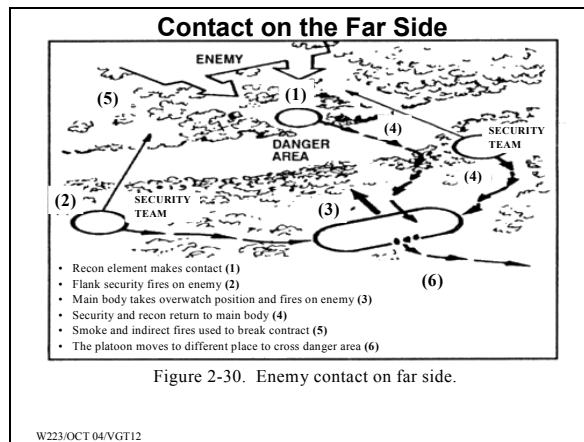 Contact on the Far Side
ENEMY
(5)
(1)
(4)
SECURITY
TEAM
DANGER
AREA
(4)
SECURITY
TEAM
(2)
(3)
(6)
• Recon element makes contact (1)
• Flank security fires on enemy (2)
• Main body takes overwatch position and fires on enemy (3)
• Security and recon return to main body (4)
• Smoke and indirect fires used to break contract (5)
• The platoon moves to different place to cross danger area (6)
Figure 2-30. Enemy contact on far side.
W223/OCT 04/VGT12